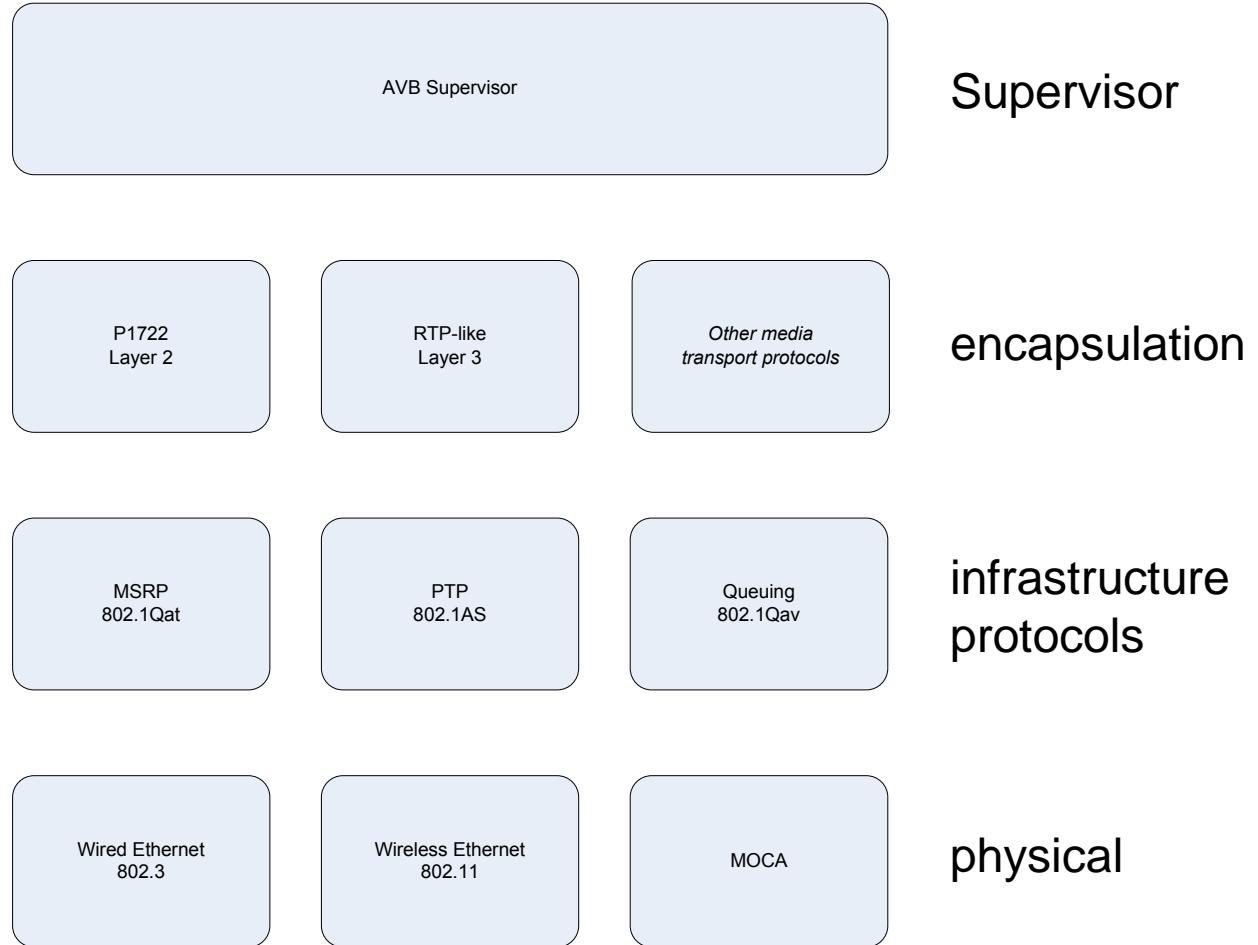 AVB Supervisor
Supervisor
P1722
Layer 2
RTP-like
Layer 3
Other media
transport protocols
encapsulation
MSRP
802.1Qat
PTP
802.1AS
Queuing
802.1Qav
infrastructure
protocols
Wired Ethernet
802.3
Wireless Ethernet
802.11
MOCA
physical